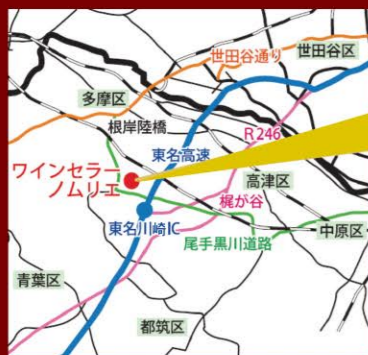 世田谷通り
世田谷区
多摩区
根岸陸橋
R246
東名高速
ワインセラー
ノムリエ
高津区
梶が谷
東名川崎IC
中原区
尾手黒川道路
青葉区
都筑区